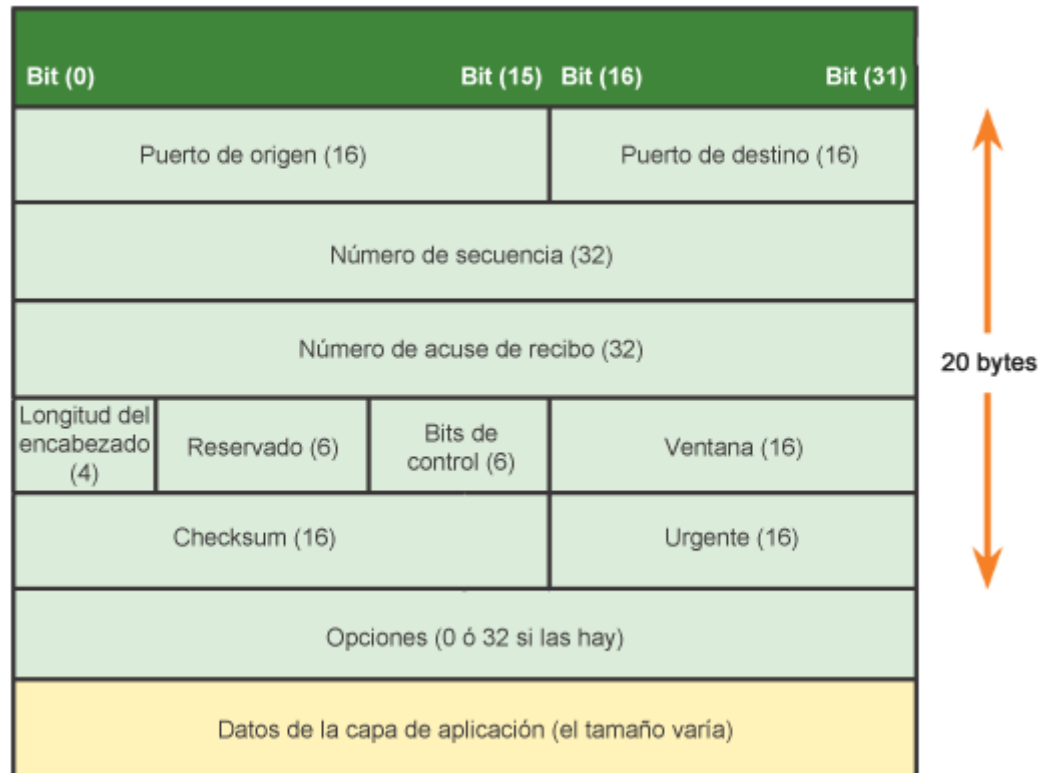 Bit (0) Bit (15) Bit (16) Bit (31)
Puerto de origen (16) Puerto de destino (16)
Número de secuencia (32)
Número de acuse de recibo (32)
20 bytes
Longitud del
encabezado
(4)
Reservado (6)
Bits de
control (6)
Ventana (16)
Checksum (16) Urgente (16)
Opciones (0 ó 32 si las hay)
Datos de la capa de aplicación (el tamaño varía)